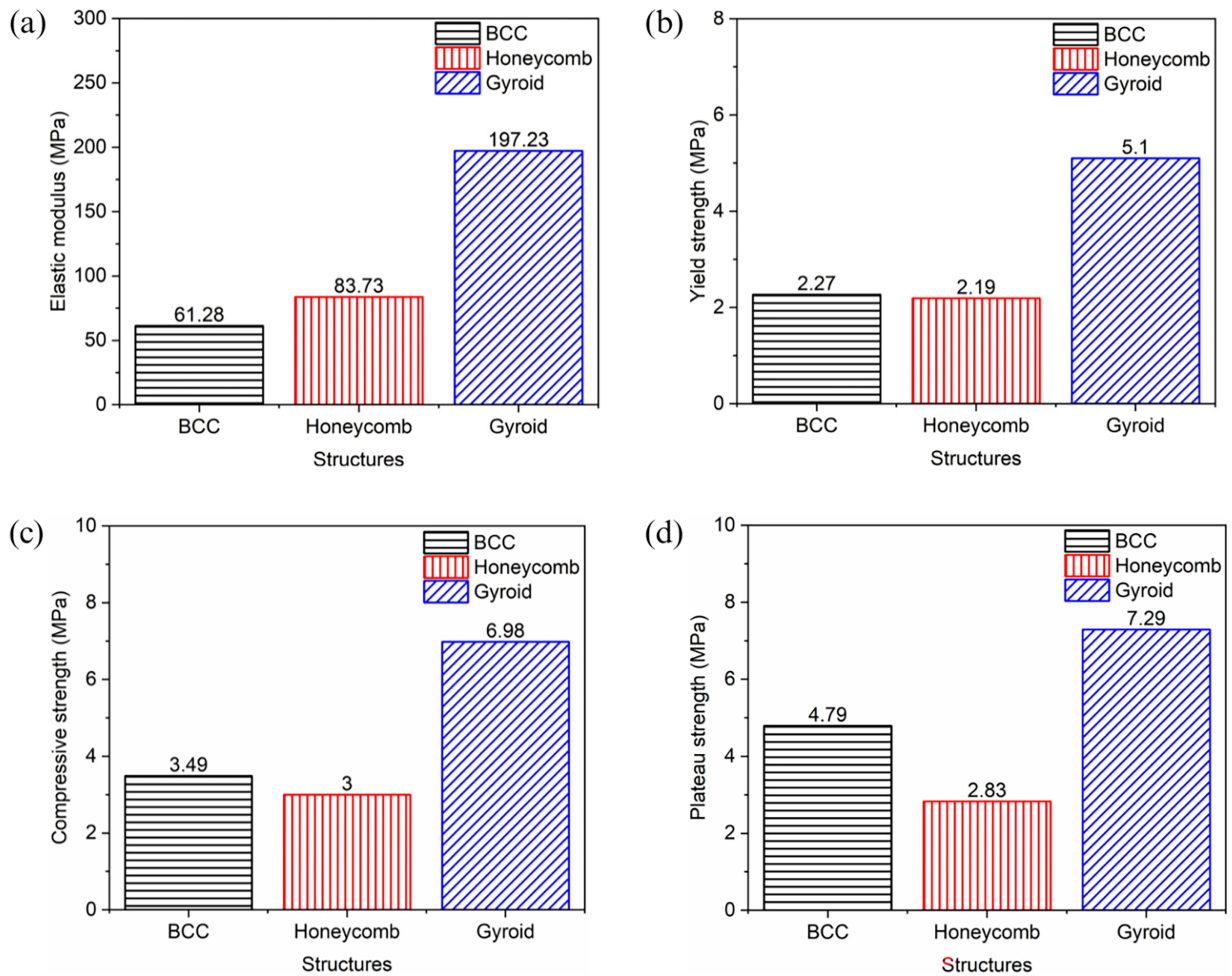 (a)
Elastic modulus (MPa)
300
250
200
150
100
50
0
BCC
Honeycomb
Gyroid
61.28
83.73
197.23
BCC
Honeycomb
Gyroid
Structures
(b)
Yield strength (MPa)
8
6
4
2
0
BCC
Honeycomb
Gyroid
2.27
2.19
5.1
BCC
Honeycomb
Gyroid
Structures
(c)
Compressive strength (MPa)
10
8
6
4
2
0
BCC
Honeycomb
Gyroid
3.49
3
6.98
BCC
Honeycomb
Gyroid
Structures
(d)
Plateau strength (MPa)
10
8
6
4
2
0
BCC
Honeycomb
Gyroid
4.79
2.83
7.29
BCC
Honeycomb
Gyroid
Structures